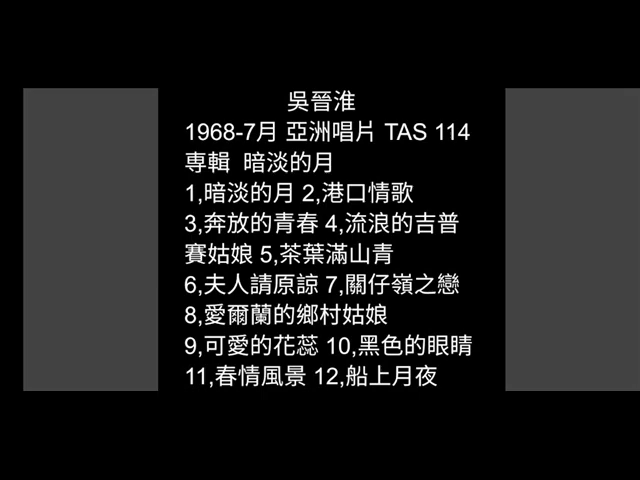 吳晉淮
1968-7月 亞洲唱片 TAS 114
専輯 暗淡的月
1,暗淡的月 2,港口情歌
3,奔放的青春 4,流浪的吉普
賽姑娘 5,茶葉滿山青
6,夫人請原諒 7,關仔嶺之戀
8,愛爾蘭的鄉村姑娘
9,可愛的花蕊 10,黑色的眼睛
11,春情風景 12,船上月夜